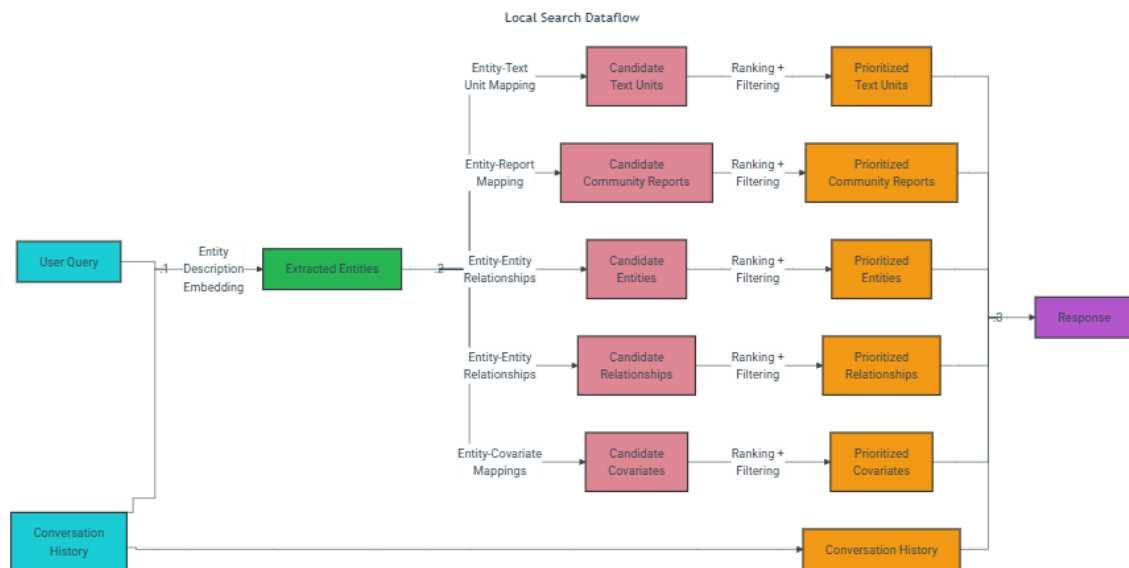 Local Search Dataflow
Entity-Text
Unit Mapping
Candidate
Text Units
Ranking +
Filtering
Prioritized
Text Units
Entity-Report
Mapping
Candidate
Community Reports
Ranking +
Filtering
Prioritized
Community Reports
User Query
.1
Entity
Description
Embedding
Extracted Entities
.2
Entity-Entity
Relationships
Candidate
Entities
Ranking +
Filtering
Prioritized
Entities
.3
Response
Entity-Entity
Relationships
Candidate
Relationships
Ranking +
Filtering
Prioritized
Relationships
Entity-Covariate
Mappings
Candidate
Covariates
Ranking +
Filtering
Prioritized
Covariates
Conversation
History
Conversation History